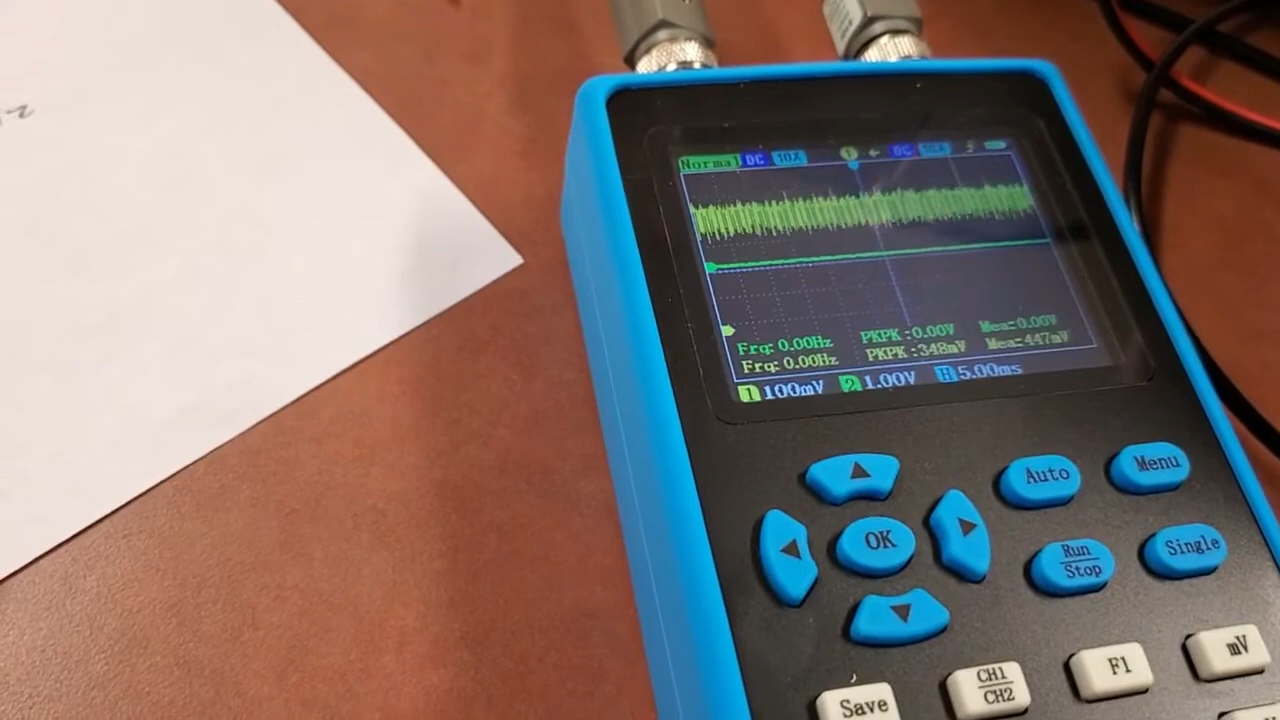 Normal DC 10X 1 DC 10X
Frq:0.00Hz PKPK:0.00V Mea:0.00V
Frq:0.00Hz PKPK:348mV Mea:447mV
1 100mV 2 1.00V H 5.00ms
Auto Menu
OK
Run
Stop
Single
Save
CH1
CH2
F1
mV